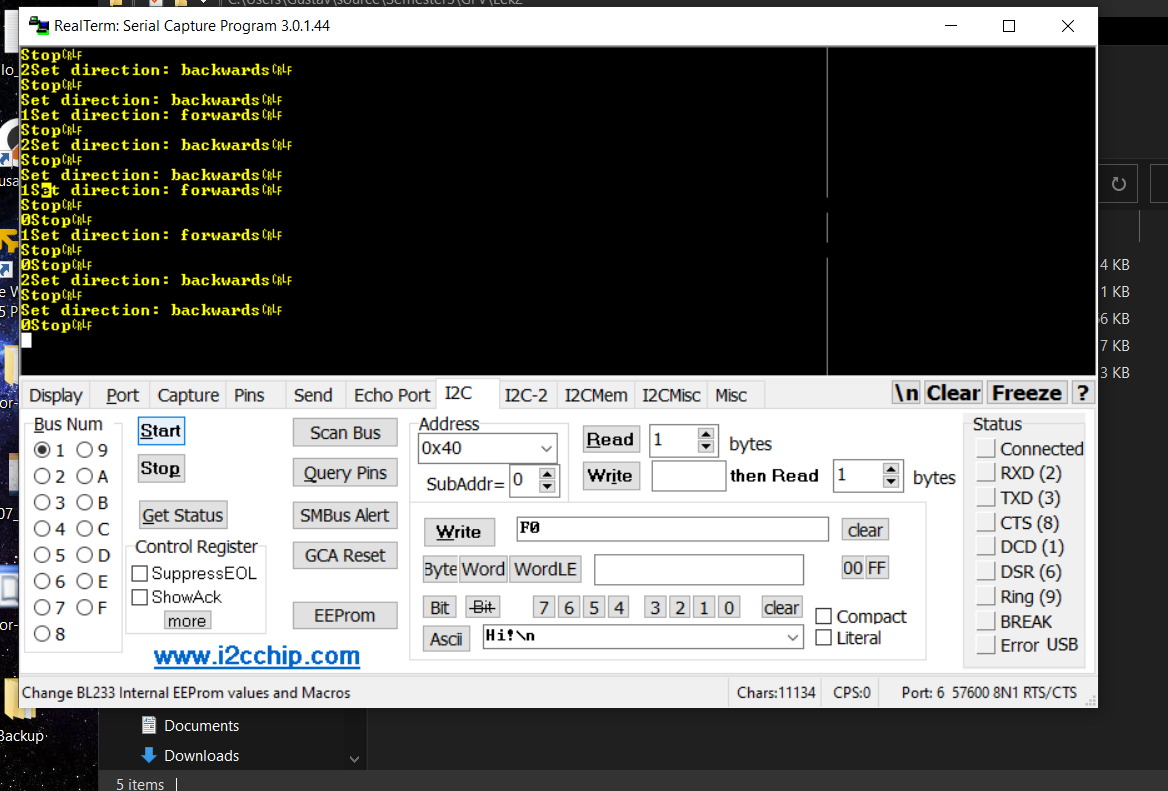 C:\Users\Gustav\source\Semester5\GFV\Lek2
RealTerm: Serial Capture Program 3.0.1.44
StopCRLF
2Set direction: backwardsCRLF
StopCRLF
Set direction: backwardsCRLF
1Set direction: forwardsCRLF
StopCRLF
2Set direction: backwardsCRLF
StopCRLF
Set direction: backwardsCRLF
1Set direction: forwardsCRLF
StopCRLF
0StopCRLF
1Set direction: forwardsCRLF
StopCRLF
0StopCRLF
2Set direction: backwardsCRLF
StopCRLF
Set direction: backwardsCRLF
0StopCRLF
4 KB
1 KB
6 KB
7 KB
3 KB
Display Port Capture Pins Send Echo Port I2C I2C-2 I2CMem I2CMisc Misc \n Clear Freeze ?
Bus Num
1 9
2 A
3 B
4 C
5 D
6 E
7 F
8
Start
Stop
Get Status
Control Register
SuppressEOL
ShowAck
more
Scan Bus
Query Pins
SMBus Alert
GCA Reset
EEProm
www.i2cchip.com
Address
0x40
SubAddr= 0
Read 1 bytes
Write then Read 1 bytes
Write F0 clear
Byte Word WordLE 00 FF
Bit Bit 7 6 5 4 3 2 1 0 clear
Ascii Hi!\n
Compact
Literal
Status
Connected
RXD (2)
TXD (3)
CTS (8)
DCD (1)
DSR (6)
Ring (9)
BREAK
Error USB
Change BL233 Internal EEProm values and Macros Chars:11134 CPS:0 Port: 6 57600 8N1 RTS/CTS
Backup
Documents
Downloads
5 items